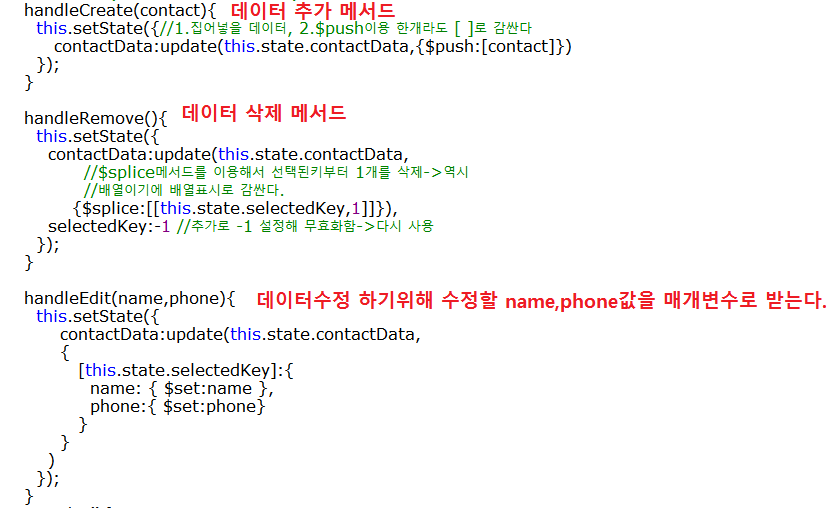 handleCreate(contact){ 데이터 추가 메서드
this.setState({//1.집어넣을 데이터, 2.$push이용 한개라도 [ ]로 감싼다
contactData:update(this.state.contactData,{$push:[contact]})
});
}
handleRemove(){ 데이터 삭제 메서드
this.setState({
contactData:update(this.state.contactData,
//$splice메서드를 이용해서 선택된키부터 1개를 삭제->역시
//배열이기에 배열표시로 감싼다.
{$splice:[[this.state.selectedKey,1]]}),
selectedKey:-1 //추가로 -1 설정해 무효화함->다시 사용
});
}
handleEdit(name,phone){ 데이터수정 하기위해 수정할 name,phone값을 매개변수로 받는다.
this.setState({
contactData:update(this.state.contactData,
{
[this.state.selectedKey]:{
name: { $set:name },
phone:{ $set:phone}
}
}
)
});
}